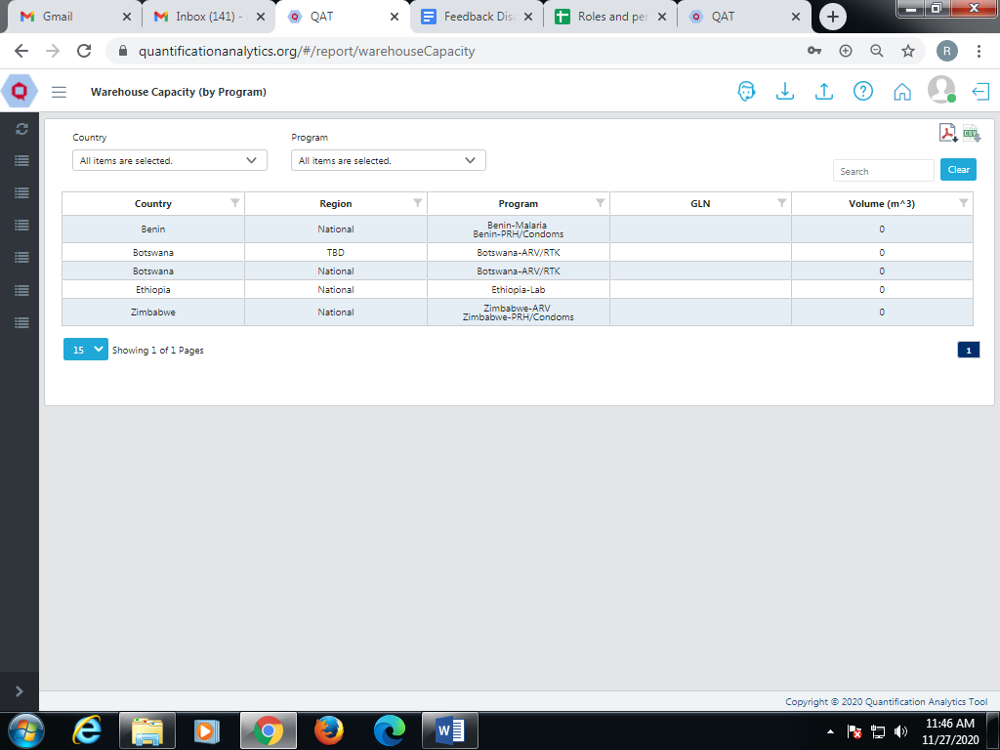 Gmail
Inbox (141) -
QAT
Feedback Dis
Roles and per
QAT
quantificationanalytics.org/#/report/warehouseCapacity
R
Warehouse Capacity (by Program)
Country
Program
All items are selected.
All items are selected.
CSV
Search
Clear
Country
Region
Program
GLN
Volume (m^3)
Benin
National
Benin-Malaria
Benin-PRH/Condoms
0
Botswana
TBD
Botswana-ARV/RTK
0
Botswana
National
Botswana-ARV/RTK
0
Ethiopia
National
Ethiopia-Lab
0
Zimbabwe
National
Zimbabwe-ARV
Zimbabwe-PRH/Condoms
0
15
Showing 1 of 1 Pages
1
Copyright © 2020 Quantification Analytics Tool
W
11:46 AM
11/27/2020